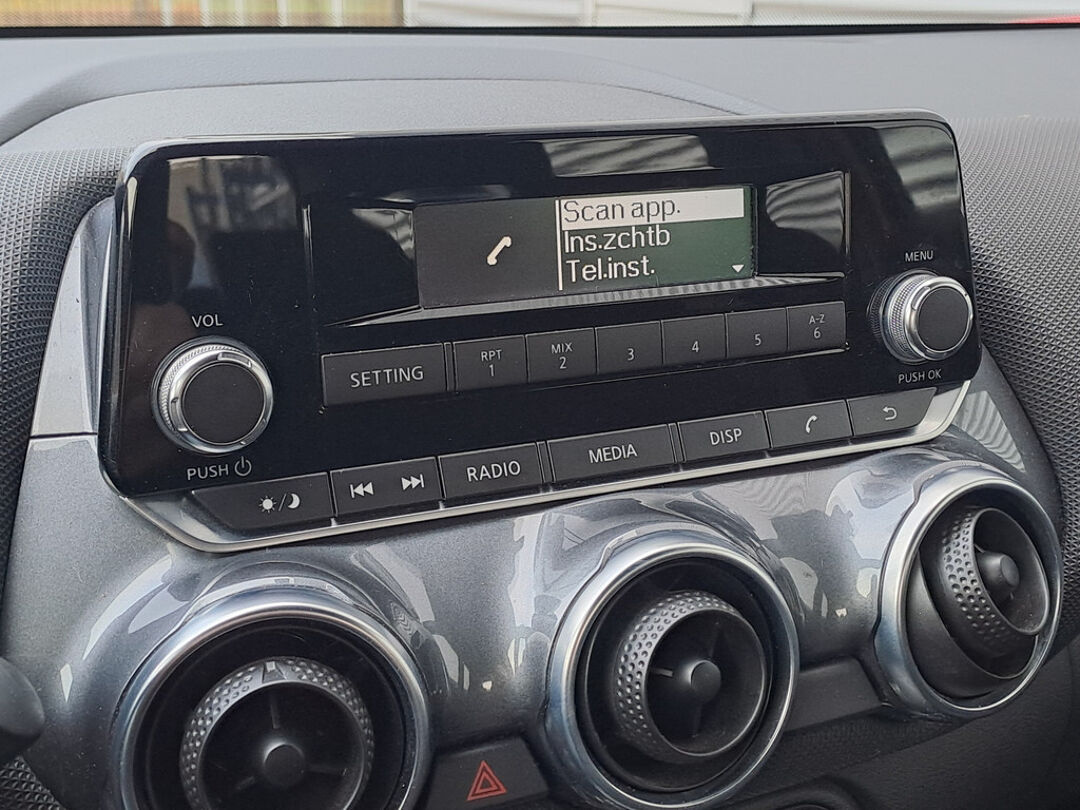 Scan app.
Ins.zchtb
Tel.inst.
MENU
VOL
SETTING
RPT
1
MIX
2
3
4
5
A-Z
6
PUSH OK
PUSH
RADIO
MEDIA
DISP